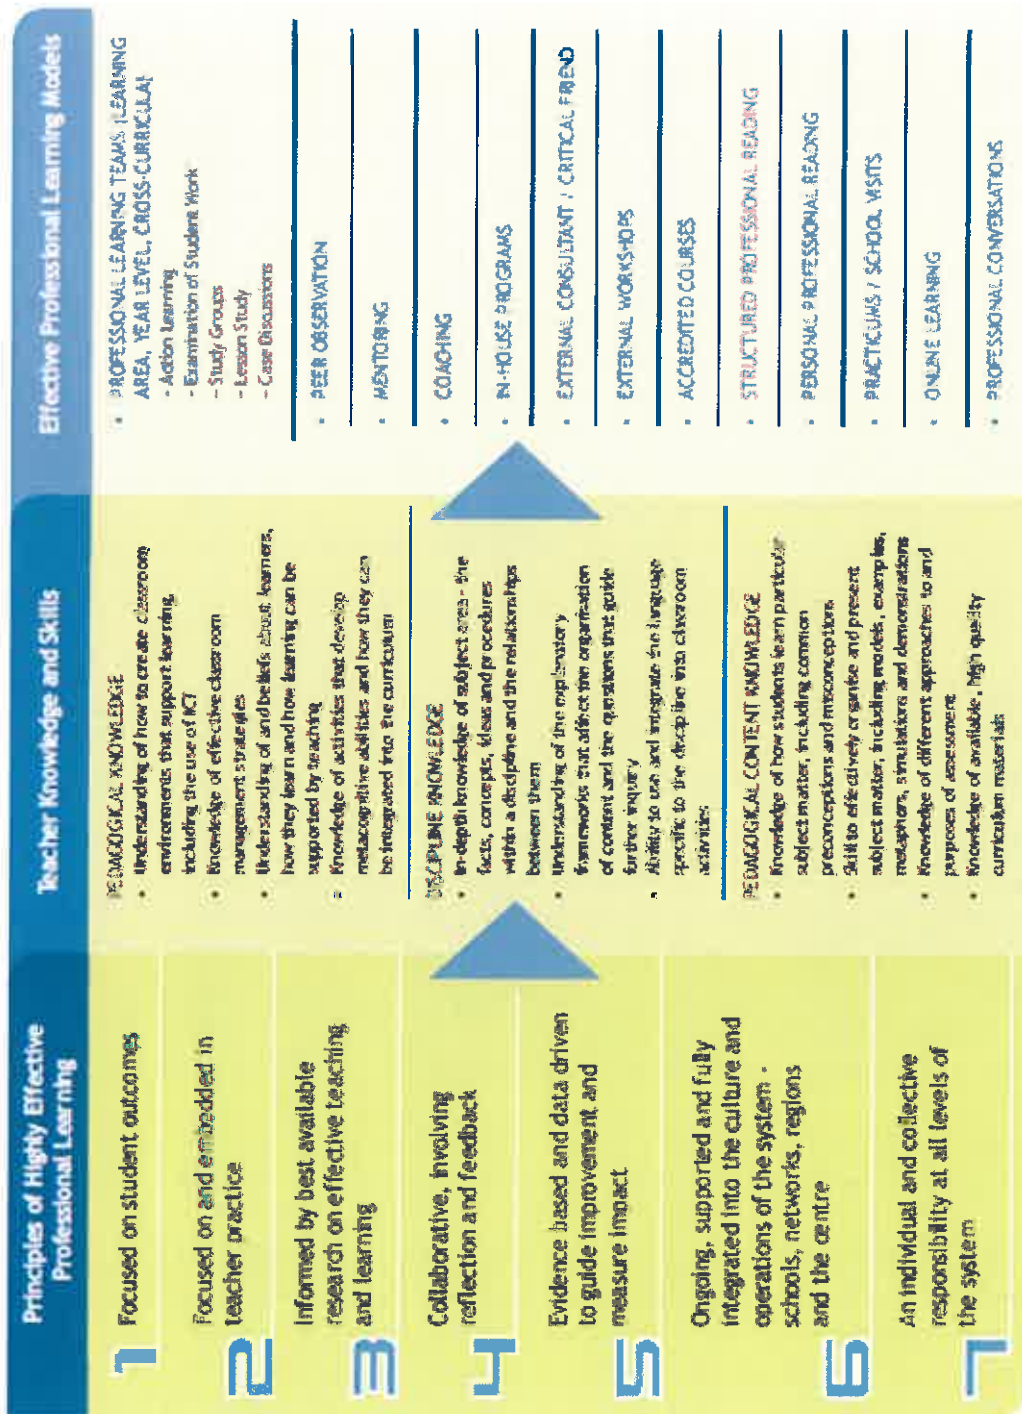 Principles of Highly Effective
Professional Learning
1
Focused on student outcomes
2
Focused on and embedded in
teacher practice
3
Informed by best available
research on effective teaching
and learning
4
Collaborative, involving
reflection and feedback
5
Evidence based and data driven
to guide improvement and
measure impact
6
Ongoing, supported and fully
integrated into the culture and
operations of the system -
schools, networks, regions
and the centre
7
An individual and collective
responsibility at all levels of
the system
Teacher Knowledge and Skills
PEDAGOGICAL KNOWLEDGE
• Understanding of how to create classroom
environments that support learning,
including the use of ICT
• Knowledge of effective classroom
management strategies
• Understanding of and beliefs about learners,
how they learn and how learning can be
supported by teaching
• Knowledge of activities that develop
metacognitive abilities and how they can
be integrated into the curriculum
DISCIPLINE KNOWLEDGE
• In-depth knowledge of subject area - the
facts, concepts, ideas and procedures
within a discipline and the relationships
between them
• Understanding of the explanatory
frameworks that affect the organisation
of content and the questions that guide
further inquiry
• Ability to use and integrate the language
specific to the discipline into classroom
activities
PEDAGOGICAL CONTENT KNOWLEDGE
• Knowledge of how students learn particular
subject matter, including common
preconceptions and misconceptions
• Skill to effectively organise and present
subject matter, including models, examples,
metaphors, simulations and demonstrations
• Knowledge of different approaches to and
purposes of assessment
• Knowledge of available, high quality
curriculum materials
Effective Professional Learning Models
• PROFESSIONAL LEARNING TEAMS (LEARNING
AREA, YEAR LEVEL, CROSS-CURRICULA)
- Action Learning
- Examination of Student Work
- Study Groups
- Lesson Study
- Case Discussions
• PEER OBSERVATION
• MENTORING
• COACHING
• IN-HOUSE PROGRAMS
• EXTERNAL CONSULTANT / CRITICAL FRIEND
• EXTERNAL WORKSHOPS
• ACCREDITED COURSES
• STRUCTURED PROFESSIONAL READING
• PERSONAL PROFESSIONAL READING
• PRACTICUMS / SCHOOL VISITS
• ONLINE LEARNING
• PROFESSIONAL CONVERSATIONS